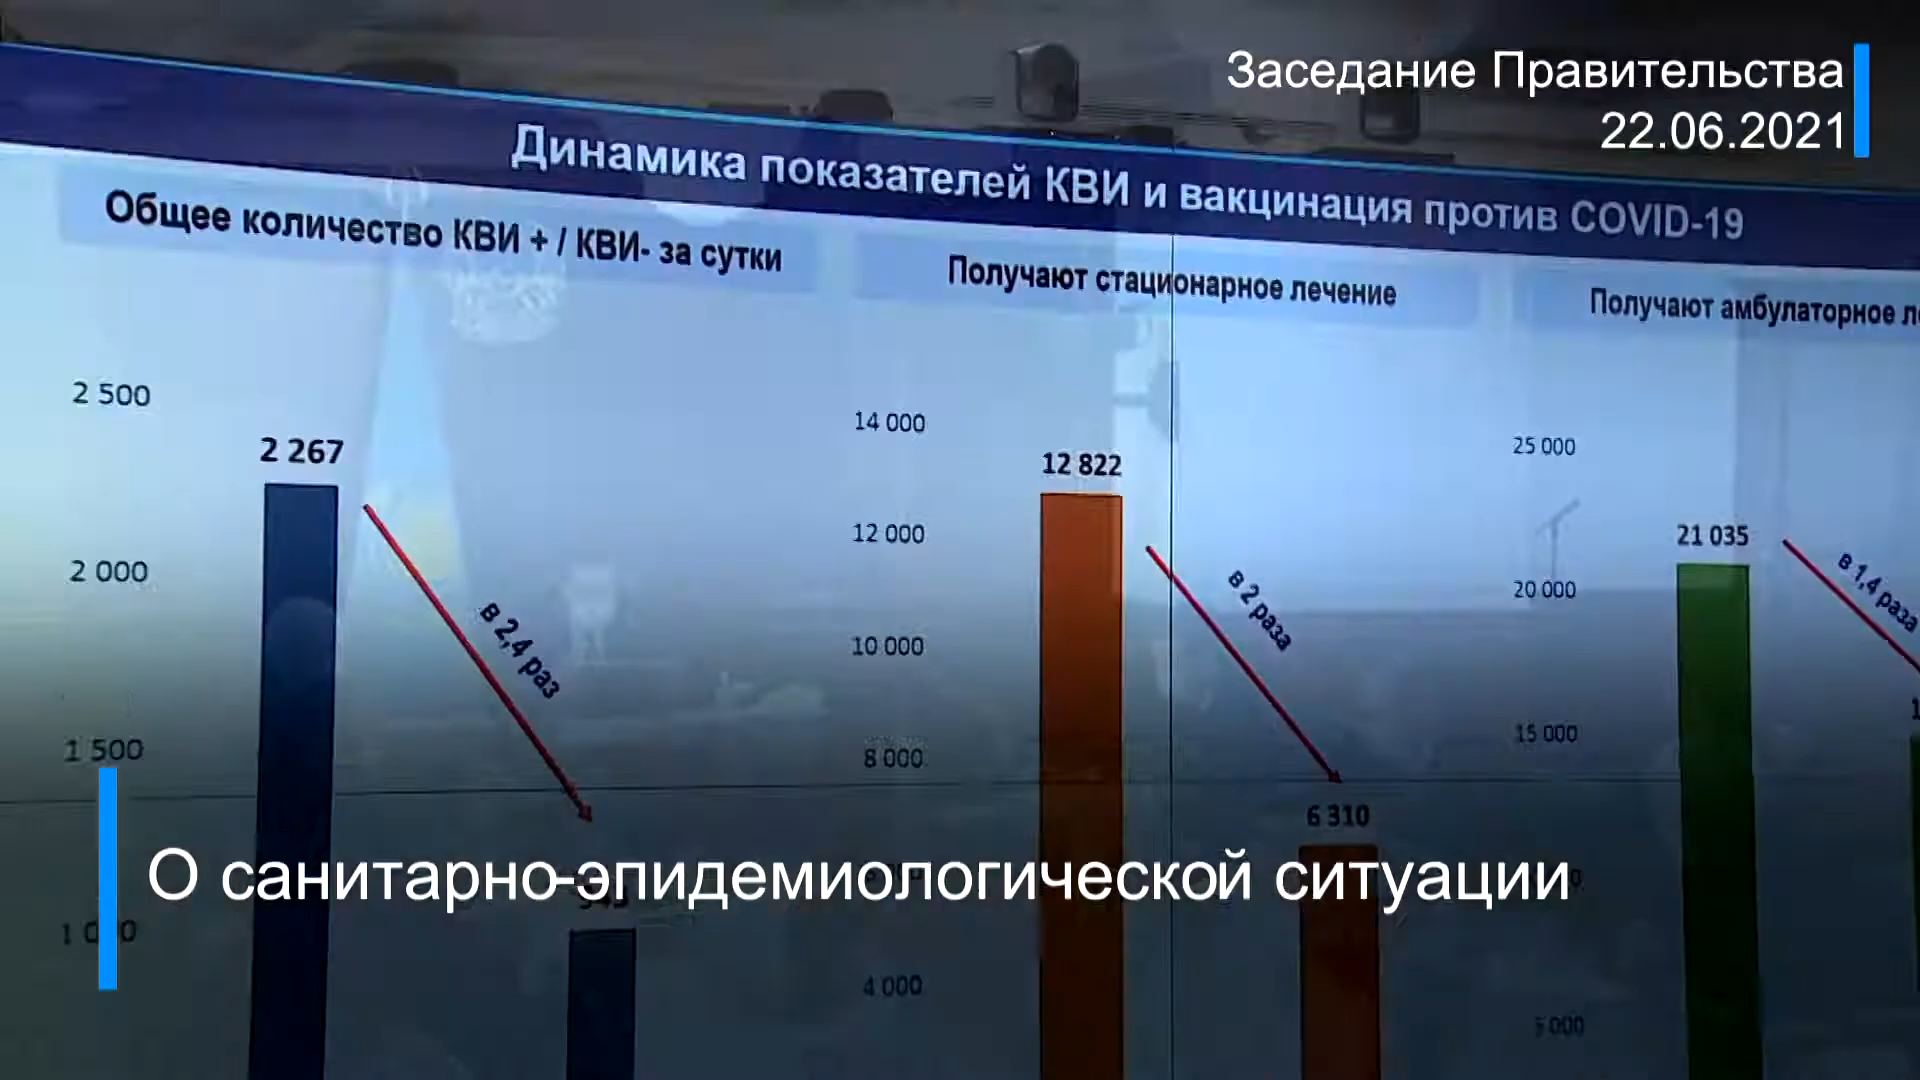 Заседание Правительства
22.06.2021
Динамика показателей КВИ и вакцинация против COVID-19
Общее количество КВИ + / КВИ- за сутки
2 500
2 267
2 000
в 2,4 раз
1 500
Получают стационарное лечение
14 000
12 822
12 000
в 2 раза
10 000
8 000
6 310
4 000
Получают амбулаторное
25 000
21 035
20 000
в 1,4 раза
15 000
5 000
О санитарно-эпидемиологической ситуации